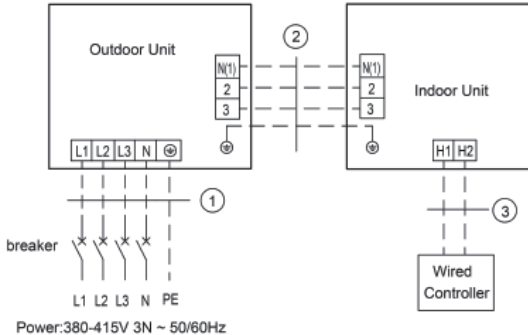 Outdoor Unit
N(1)
2
3
L1 L2 L3 N
2
N(1)
2
3
Indoor Unit
H1 H2
1
3
breaker
L1 L2 L3 N PE
Wired
Controller
Power:380-415V 3N ~ 50/60Hz